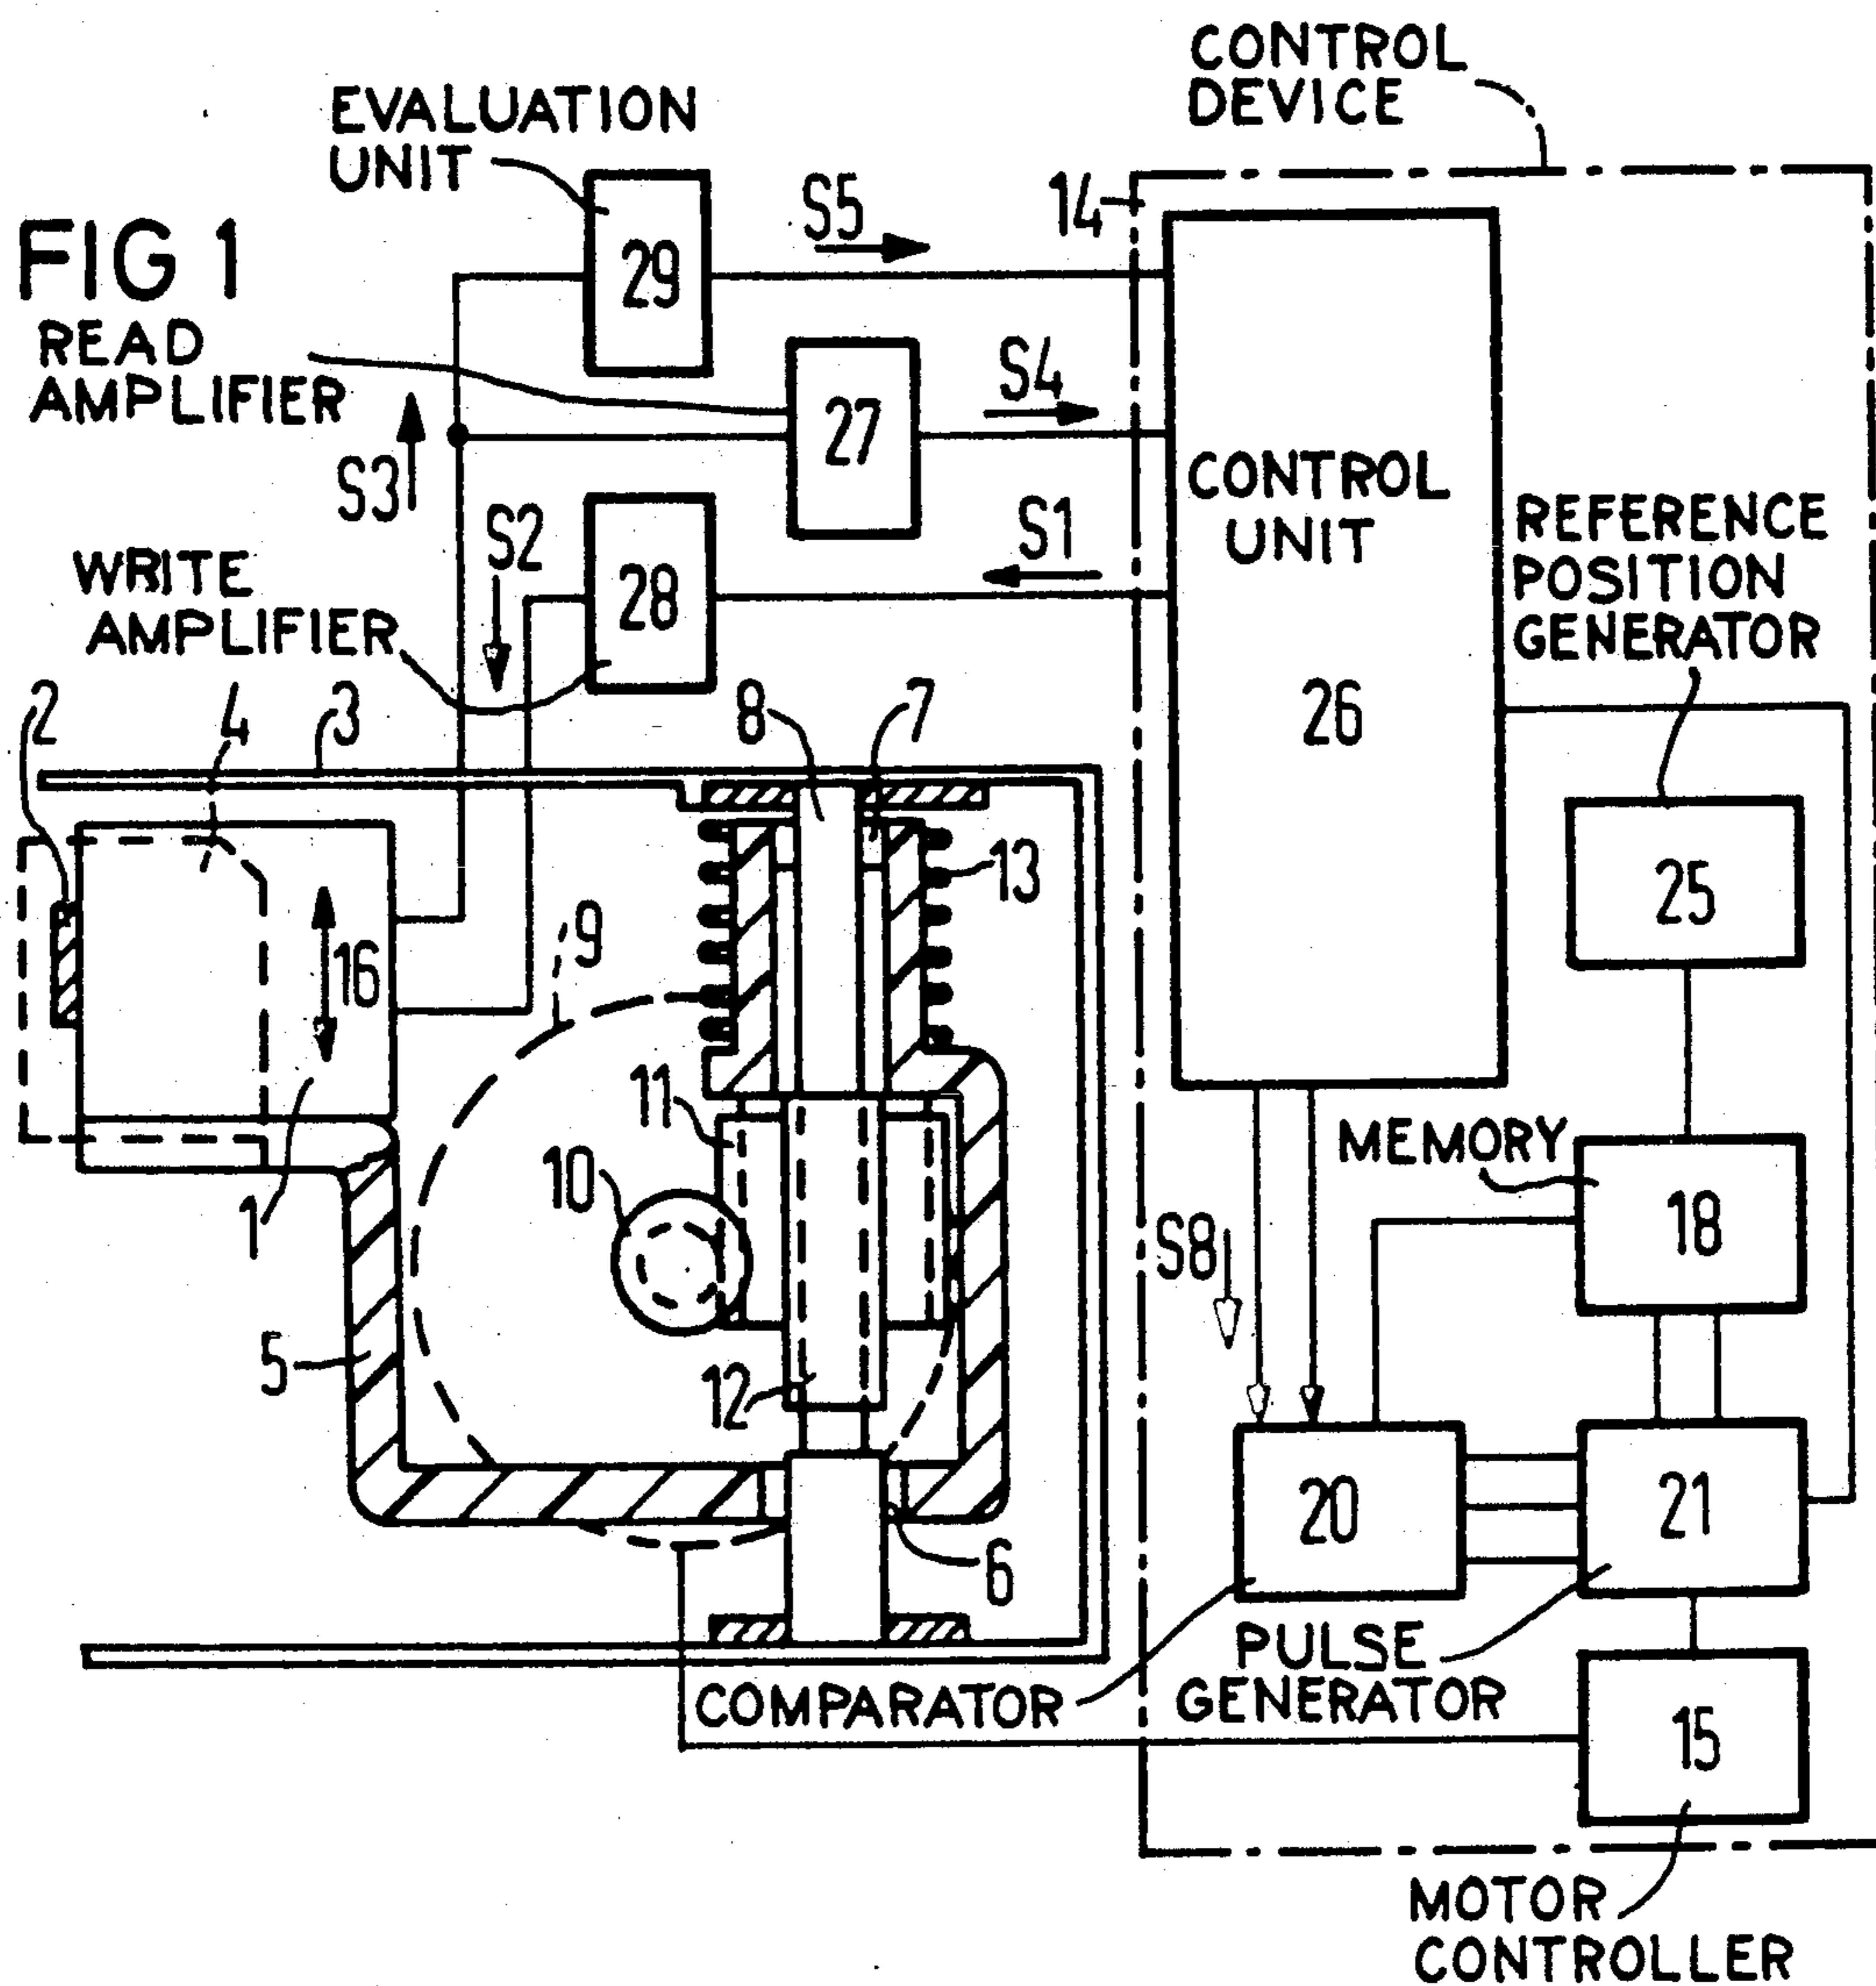 CONTROL
DEVICE
EVALUATION
UNIT
S5
14
FIG 1
29
READ
AMPLIFIER
S4
27
S3
CONTROL
UNIT
S2
S1
REFERENCE
POSITION
GENERATOR
WRITE
AMPLIFIER
28
26
2
4
3
8
7
13
25
9
16
11
MEMORY
10
18
1
S8
5
12
20
21
6
PULSE
GENERATOR
COMPARATOR
15
MOTOR
CONTROLLER